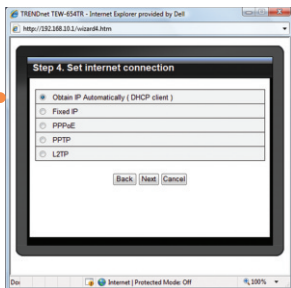 TRENDnet TEW-654TR - Internet Explorer provided by Dell
http://192.168.10.1/wizard4.htm
Step 4. Set internet connection
Obtain IP Automatically ( DHCP client )
Fixed IP
PPPoE
PPTP
L2TP
Back Next Cancel
Internet | Protected Mode: Off 100%